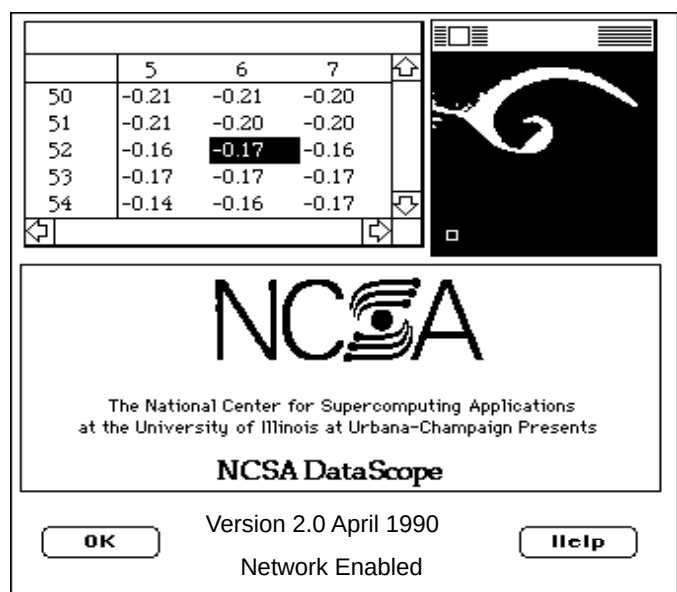 5 6 7
50 -0.21 -0.21 -0.20
51 -0.21 -0.20 -0.20
52 -0.16 -0.17 -0.16
53 -0.17 -0.17 -0.17
54 -0.14 -0.16 -0.17
NCSA
The National Center for Supercomputing Applications
at the University of Illinois at Urbana-Champaign Presents
NCSA DataScope
Version 2.0 April 1990
OK
Help
Network Enabled